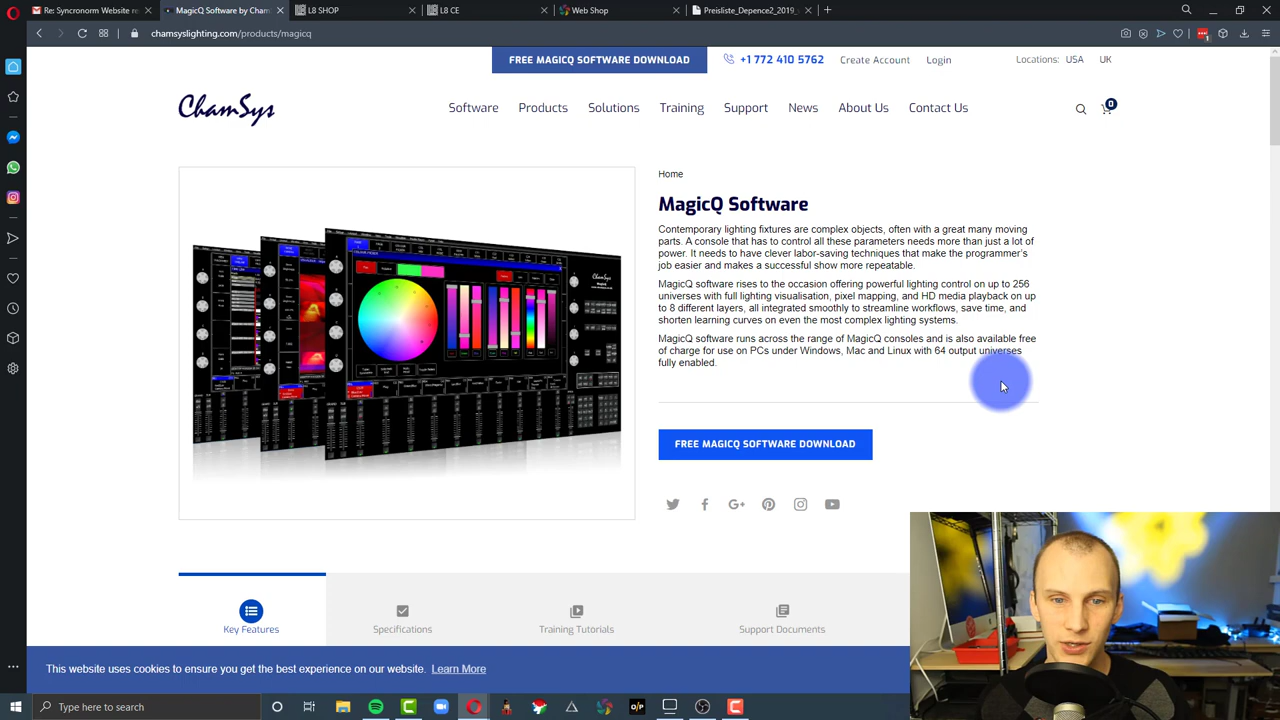 Re: Syncronorm Website re
MagicQ Software by Cham
L8 SHOP
L8 CE
Web Shop
Preisliste_Depence2_2019_
chamsyslighting.com/products/magicq
FREE MAGICQ SOFTWARE DOWNLOAD
+1 772 410 5762
Create Account
Login
Locations:
USA
UK
ChamSys
Software
Products
Solutions
Training
Support
News
About Us
Contact Us
0
Home
MagicQ Software
Contemporary lighting fixtures are complex objects, often with a great many moving
parts. A console that has to control all these parameters needs more than just a lot of
power. It needs to have clever labor-saving techniques that make the programmer's
job easier and makes a successful show more repeatable.
MagicQ software rises to the occasion offering powerful lighting control on up to 256
universes with full lighting visualisation, pixel mapping, and HD media playback on up
to 8 different layers, all integrated smoothly to streamline workflows, save time, and
shorten learning curves on even the most complex lighting systems.
MagicQ software runs across the range of MagicQ consoles and is also available free
of charge for use on PCs under Windows, Mac and Linux with 64 output universes
fully enabled.
FREE MAGICQ SOFTWARE DOWNLOAD
Key Features
Specifications
Training Tutorials
Support Documents
This website uses cookies to ensure you get the best experience on our website. Learn More
Type here to search